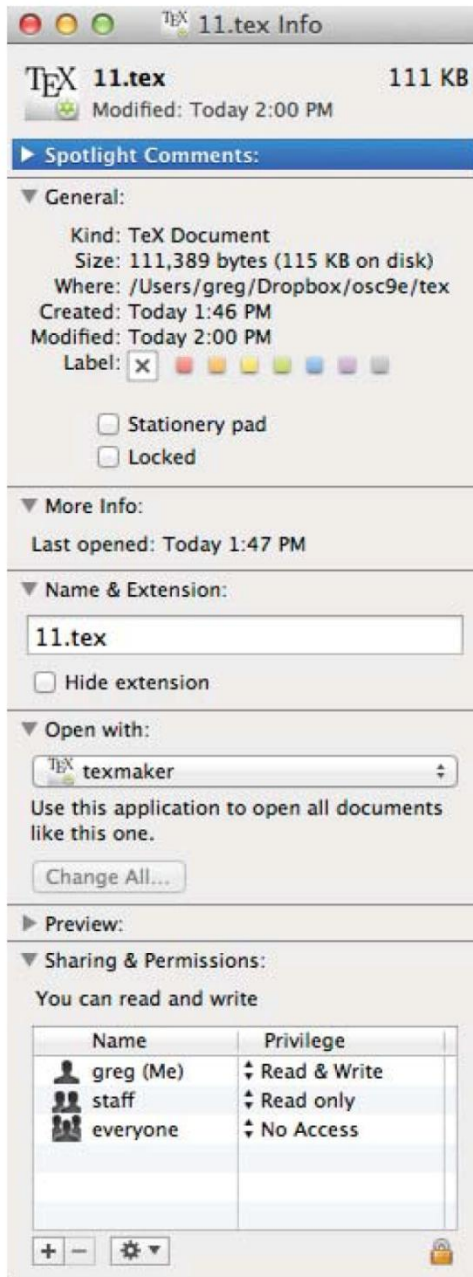 TEX 11.tex Info
TEX 11.tex 111 KB
Modified: Today 2:00 PM
Spotlight Comments:
General:
Kind: TeX Document
Size: 111,389 bytes (115 KB on disk)
Where: /Users/greg/Dropbox/osc9e/tex
Created: Today 1:46 PM
Modified: Today 2:00 PM
Label:
Stationery pad
Locked
More Info:
Last opened: Today 1:47 PM
Name & Extension:
11.tex
Hide extension
Open with:
TEX texmaker
Use this application to open all documents
like this one.
Change All...
Preview:
Sharing & Permissions:
You can read and write
Name Privilege
greg (Me) Read & Write
staff Read only
everyone No Access